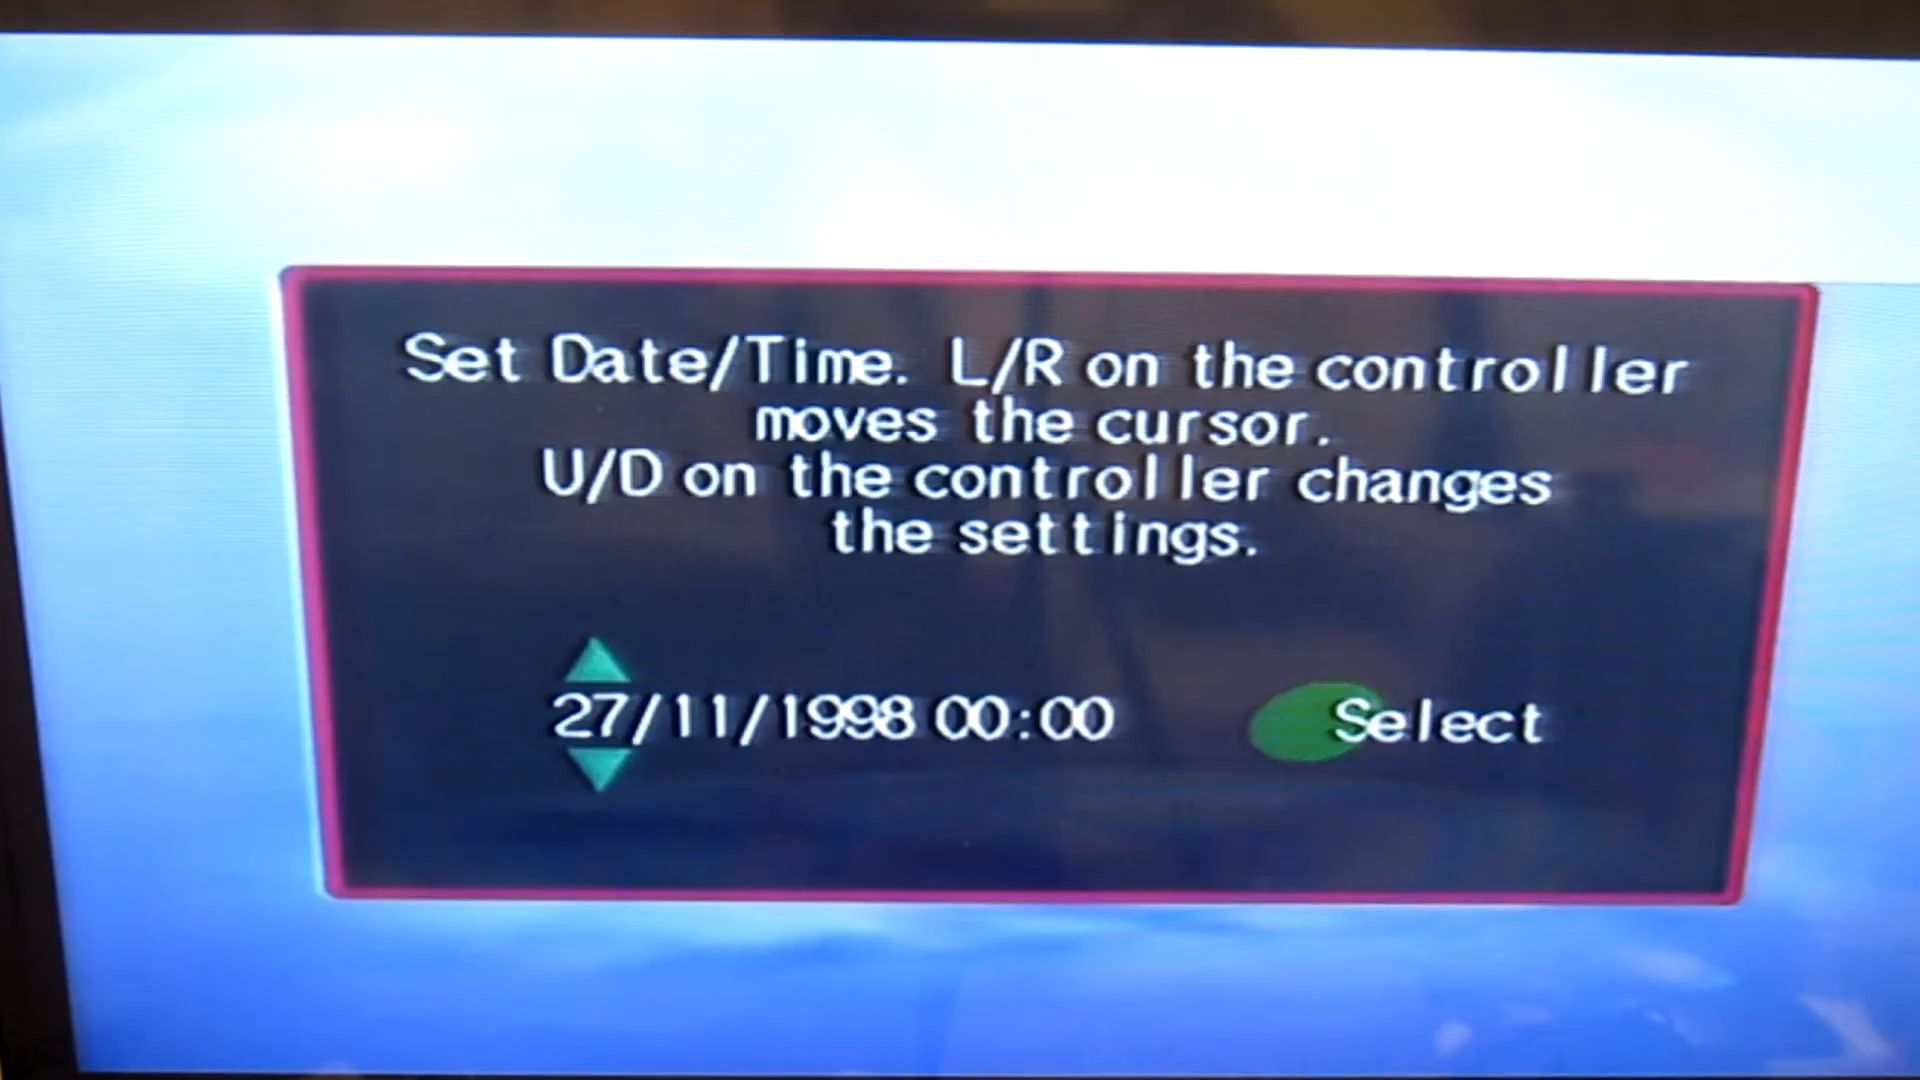 Set Date/Time. L/R on the controller
moves the cursor.
U/D on the controller changes
the settings.
27/11/1998 00:00
Select